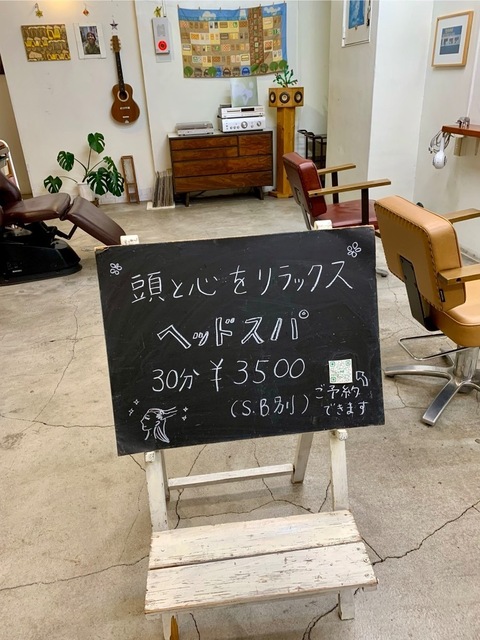 頭と心をリラックス
ヘッドスパ
30分 ¥3500
(S.B別)
ご予約
できます